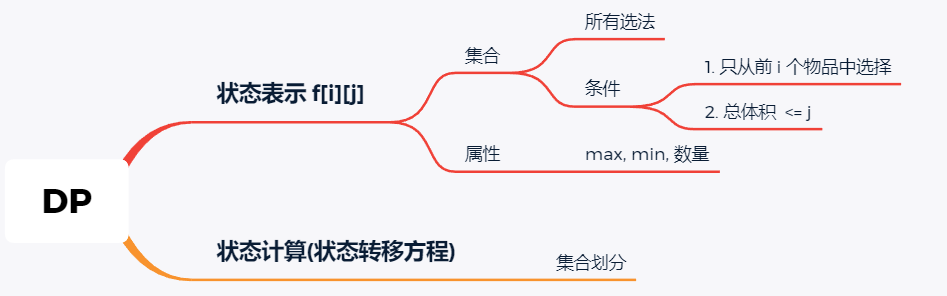 DP
状态表示 f[i][j]
集合
所有选法
条件
1. 只从前 i 个物品中选择
2. 总体积 <= j
属性
max, min, 数量
状态计算(状态转移方程)
集合划分